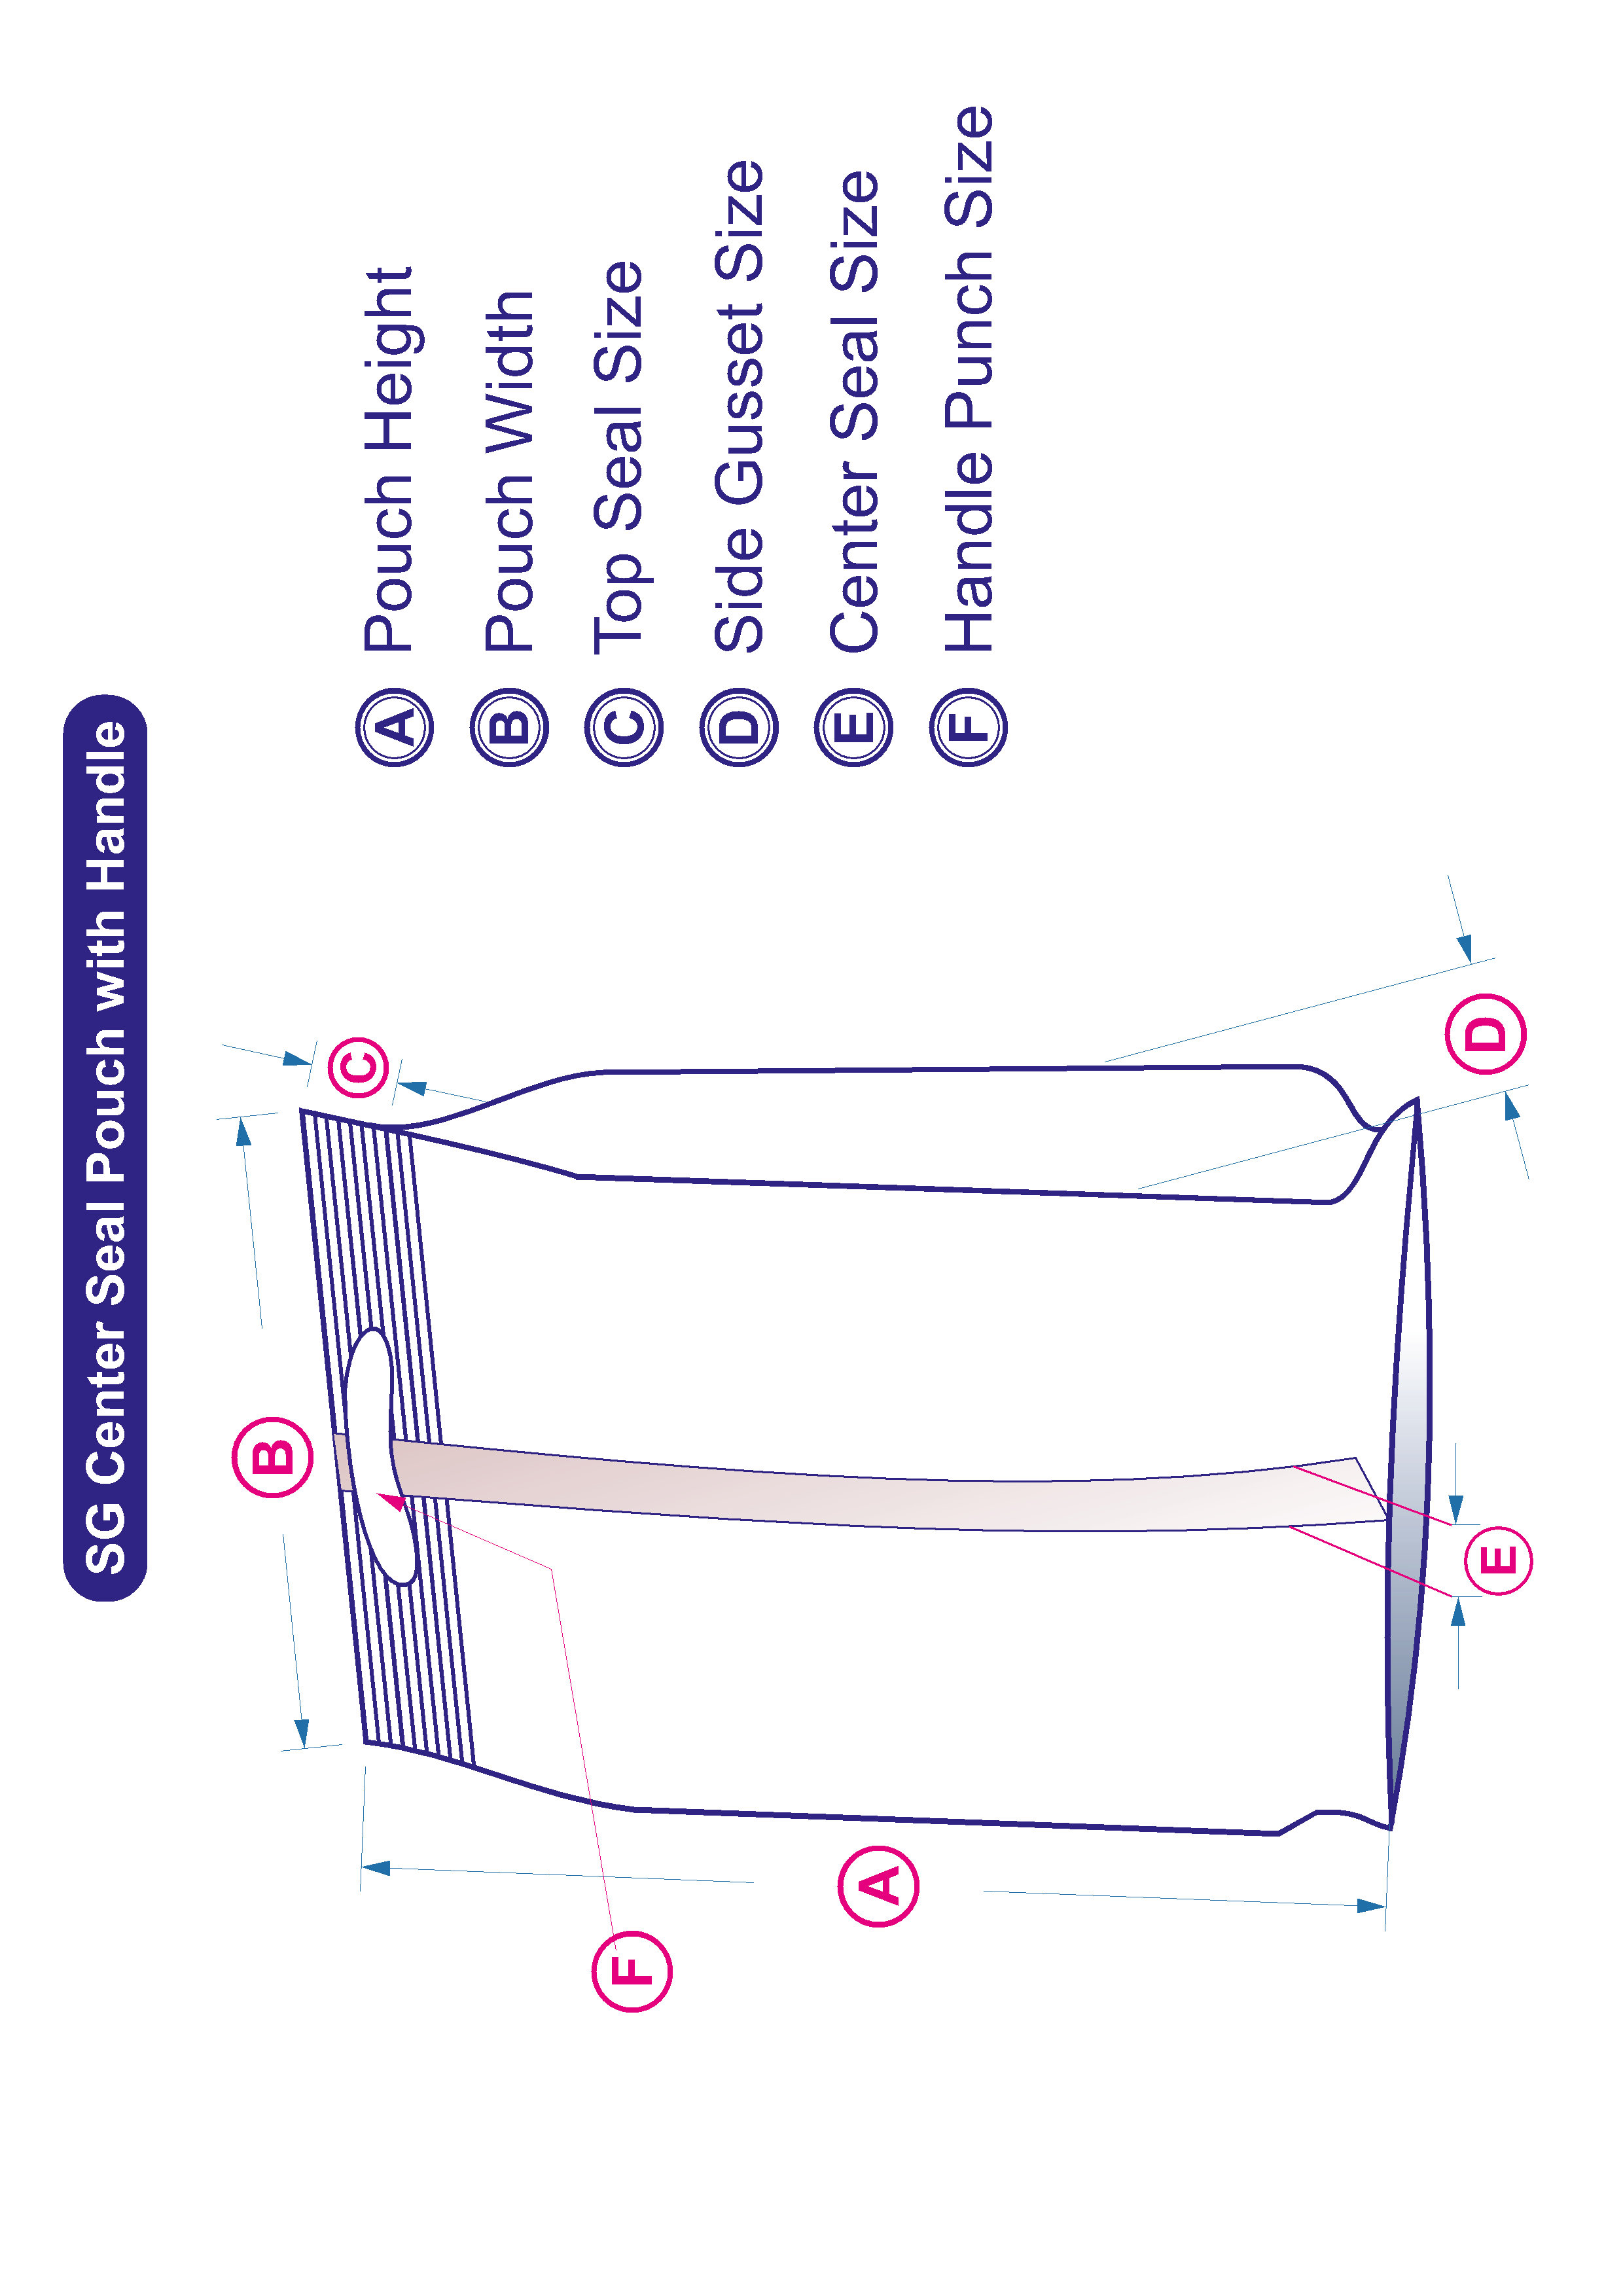 SG Center Seal Pouch with Handle
B
C
F
A
E
D
A Pouch Height
B Pouch Width
C Top Seal Size
D Side Gusset Size
E Center Seal Size
F Handle Punch Size